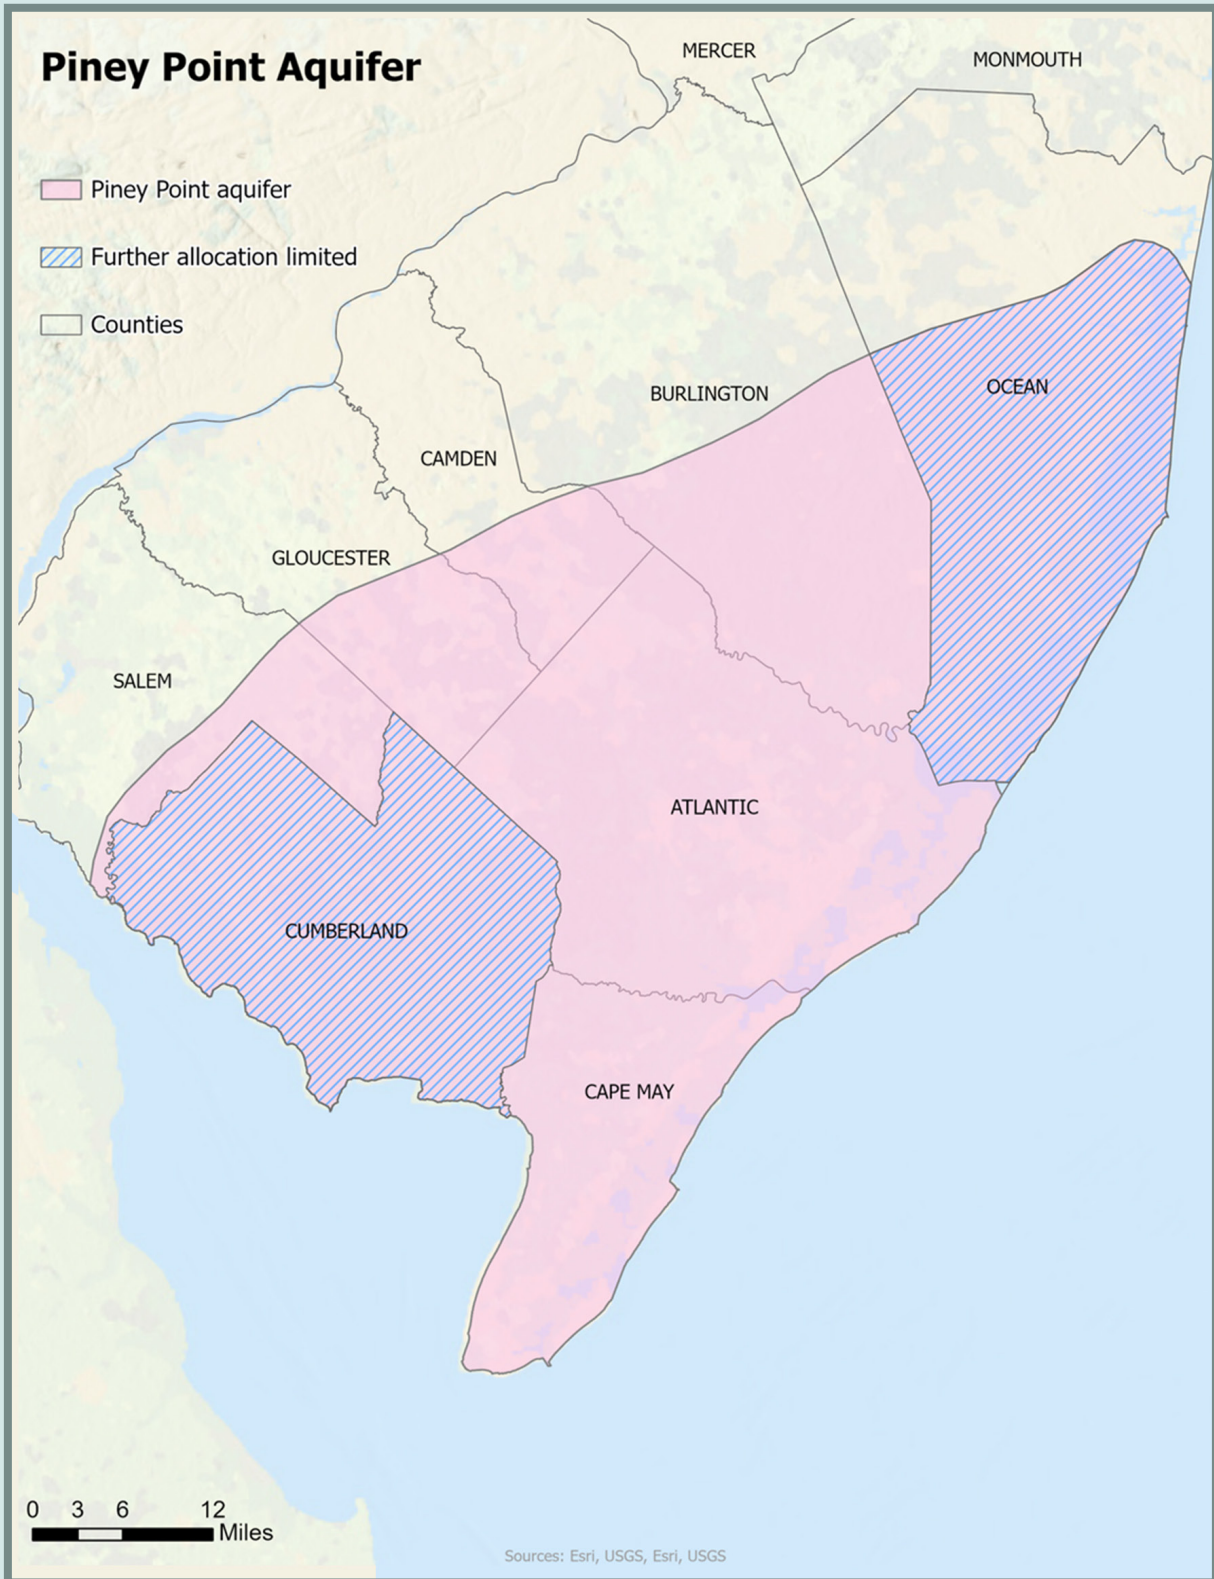 Piney Point Aquifer
MERCER
MONMOUTH
Piney Point aquifer
Further allocation limited
Counties
OCEAN
BURLINGTON
CAMDEN
GLOUCESTER
SALEM
ATLANTIC
CUMBERLAND
CAPE MAY
0 3 6 12
Miles
Sources: Esri, USGS, Esri, USGS